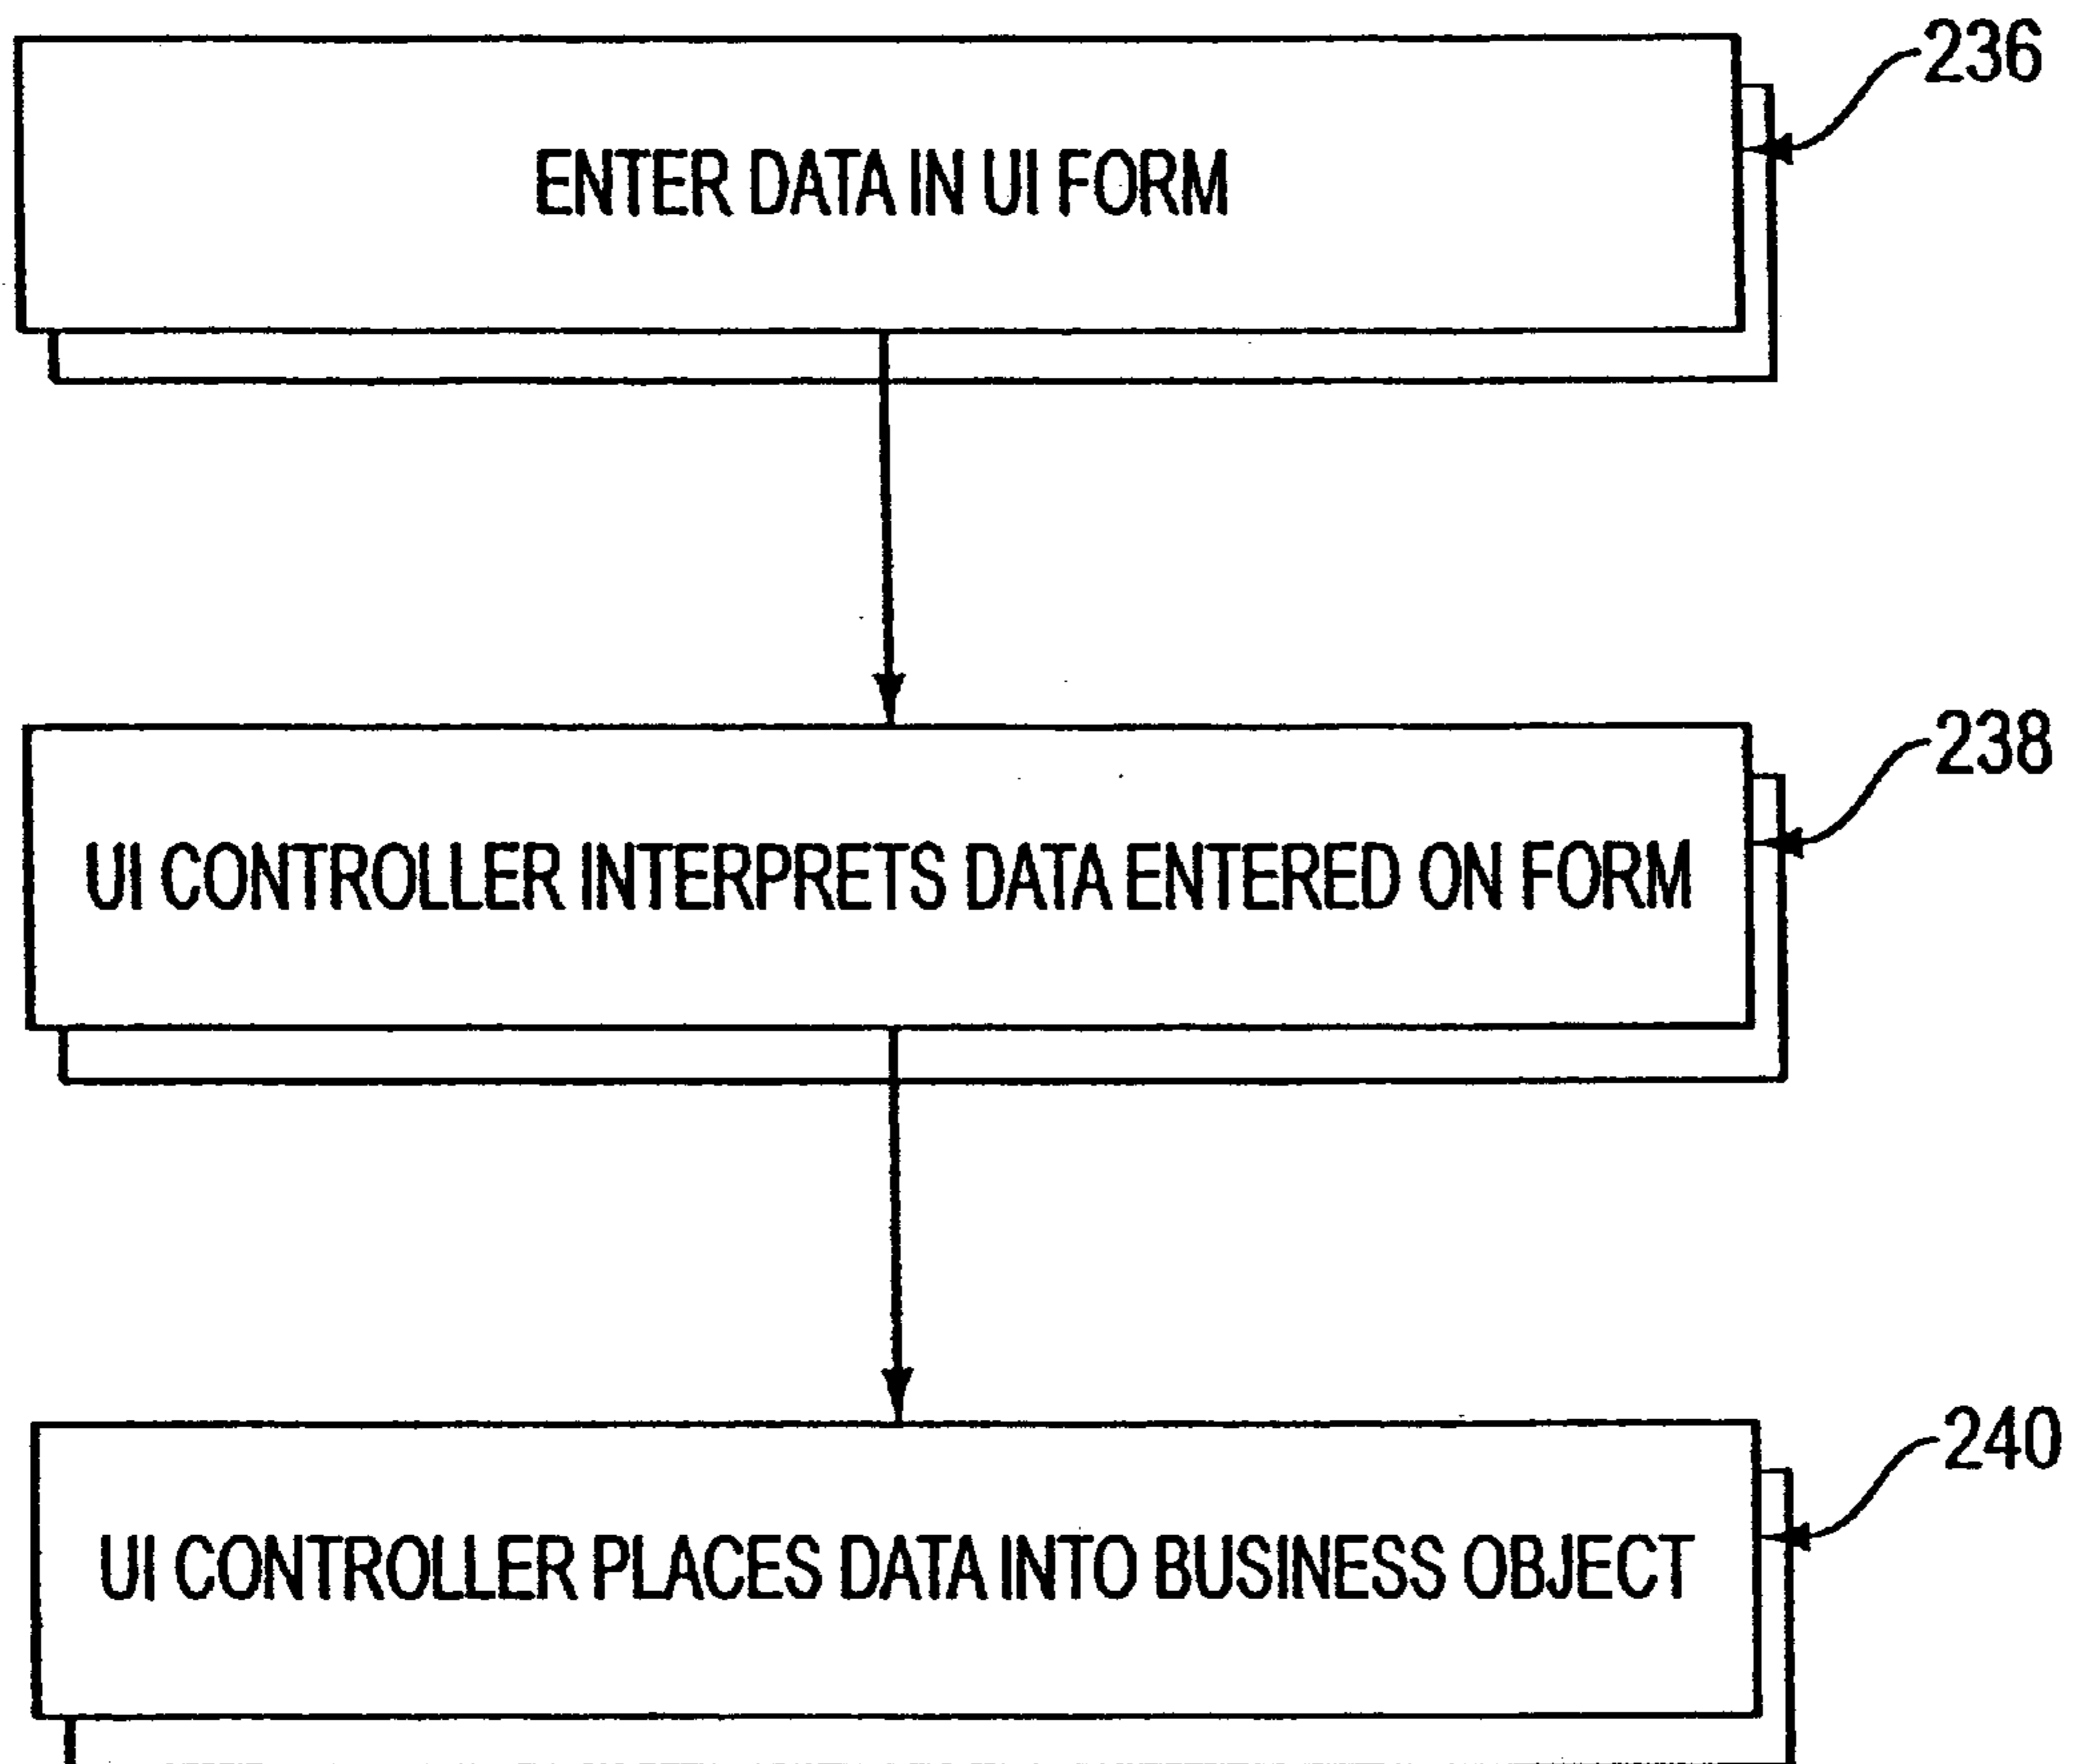 236
ENTER DATA IN UI FORM
238
UI CONTROLLER INTERPRETS DATA ENTERED ON FORM
240
UI CONTROLLER PLACES DATA INTO BUSINESS OBJECT